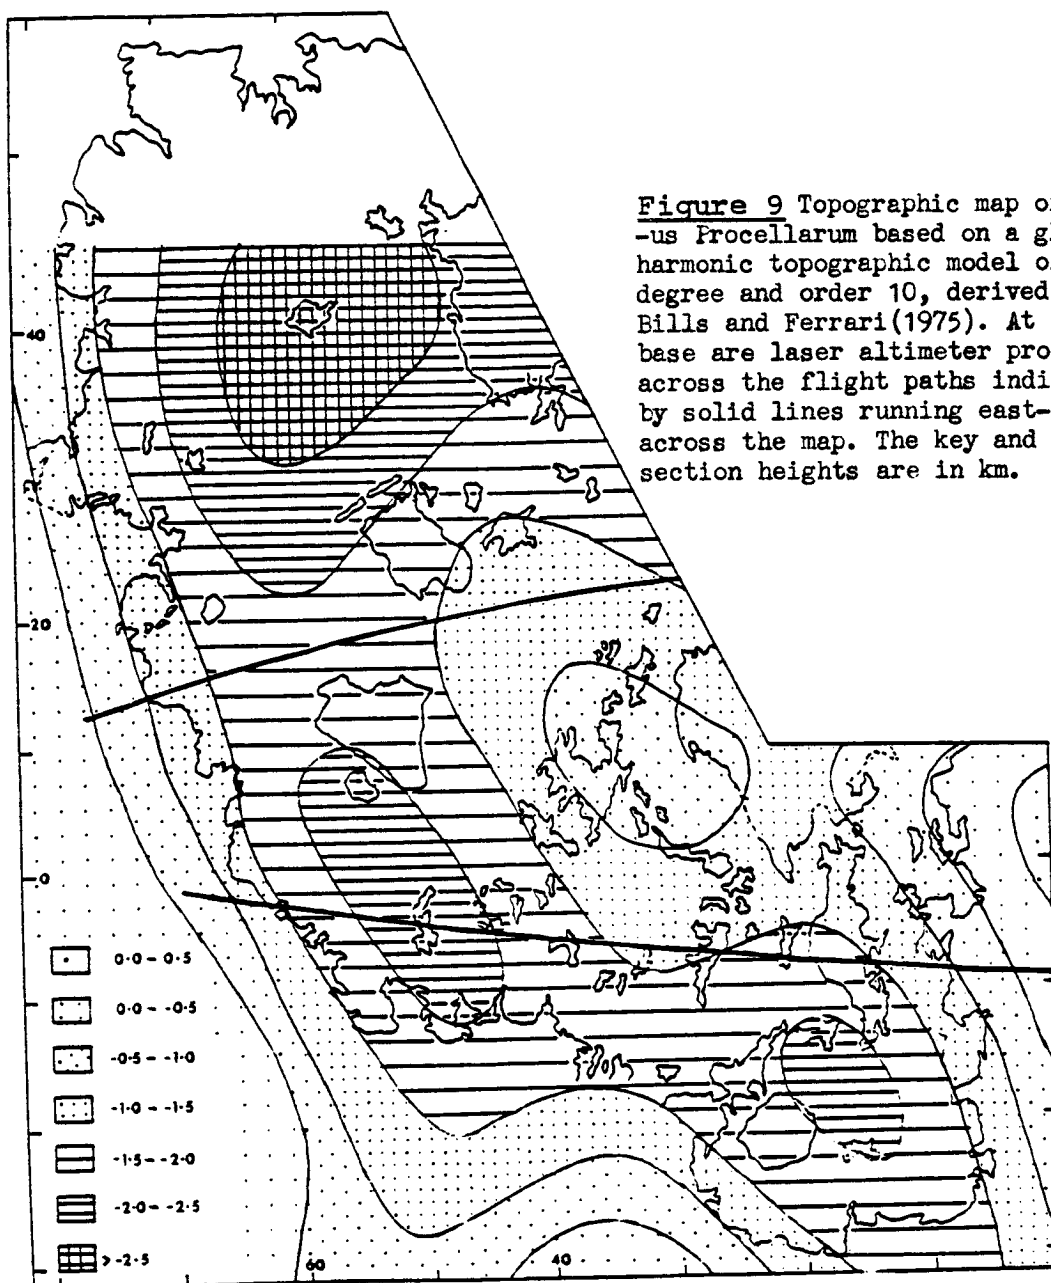 Figure 9 Topographic map o
-us Procellarum based on a g
harmonic topographic model o
degree and order 10, derived
Bills and Ferrari(1975). At
base are laser altimeter pro
across the flight paths indi
by solid lines running east-
across the map. The key and
section heights are in km.
40
20
0
0·0 – 0·5
0·0 – -0·5
-0·5 – -1·0
-1·0 – -1·5
-1·5 – -2·0
-2·0 – -2·5
> -2·5
60
40